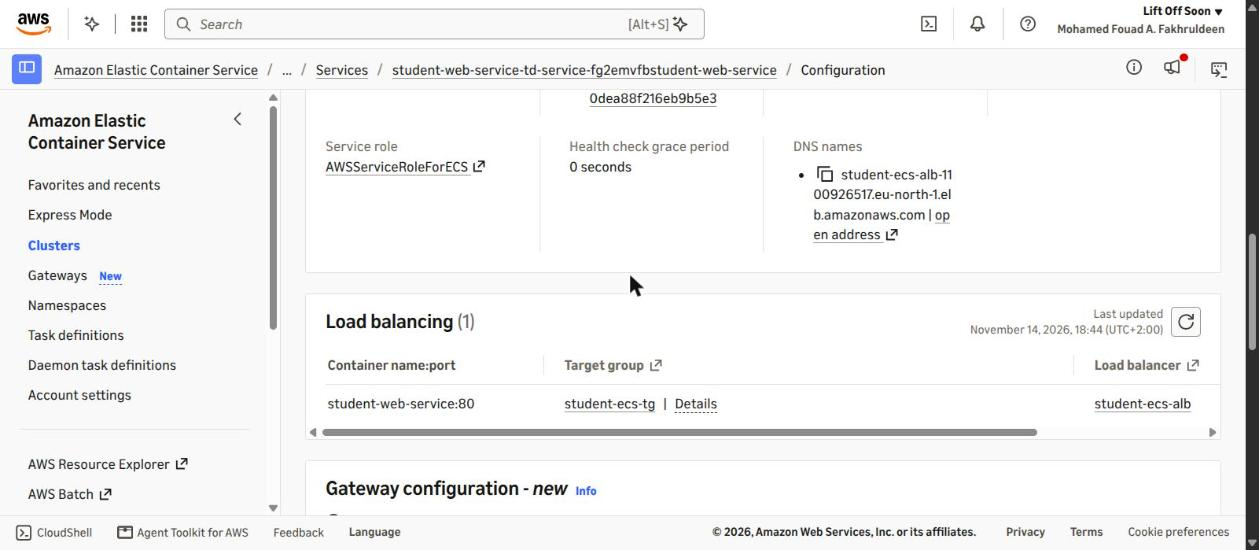 aws
Search
[Alt+S]
Lift Off Soon ▼
Mohamed Fouad A. Fakhruldeen
Amazon Elastic Container Service / ... / Services / student-web-service-td-service-fg2emvfbstudent-web-service / Configuration
Amazon Elastic
Container Service
Favorites and recents
Express Mode
Clusters
Gateways New
Namespaces
Task definitions
Daemon task definitions
Account settings
AWS Resource Explorer
AWS Batch
0dea88f216eb9b5e3
Service role
AWSServiceRoleForECS
Health check grace period
0 seconds
DNS names
• student-ecs-alb-11
00926517.eu-north-1.el
b.amazonaws.com | op
en address
Load balancing (1)
Last updated
November 14, 2026, 18:44 (UTC+2:00)
Container name:port
Target group
Load balancer
student-web-service:80
student-ecs-tg | Details
student-ecs-alb
Gateway configuration - new Info
CloudShell
Agent Toolkit for AWS
Feedback
Language
© 2026, Amazon Web Services, Inc. or its affiliates.
Privacy
Terms
Cookie preferences